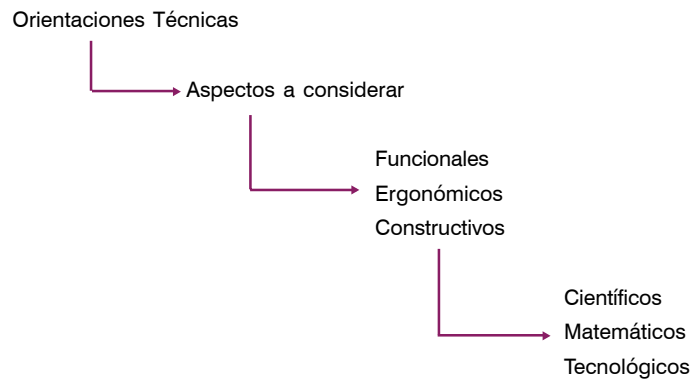 Orientaciones Técnicas
Aspectos a considerar
Funcionales
Ergonómicos
Constructivos
Científicos
Matemáticos
Tecnológicos